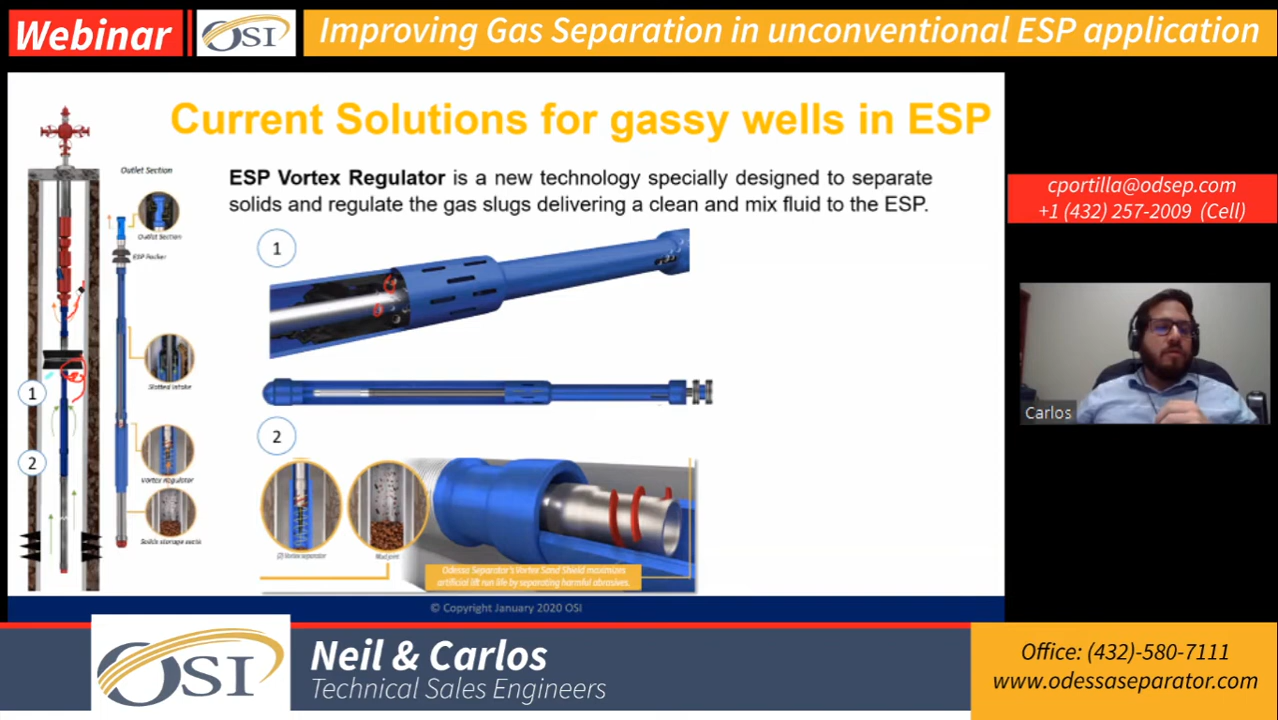 Webinar
OSI
Improving Gas Separation in unconventional ESP application
Current Solutions for gassy wells in ESP
Outlet Section
Outlet Section
ESP Packer
Slotted Intake
Vortex Regulator
Solids storage
1
2
ESP Vortex Regulator is a new technology specially designed to separate
solids and regulate the gas slugs delivering a clean and mix fluid to the ESP.
1
2
(2) Vortex separator
Mud joint
Odessa Separator's Vortex Sand Shield maximizes
artificial lift run life by separating harmful abrasives.
© Copyright January 2020 OSI
cportilla@odsep.com
+1 (432) 257-2009 (Cell)
Carlos
OSI
Neil & Carlos
Technical Sales Engineers
Office: (432)-580-7111
www.odessaseparator.com